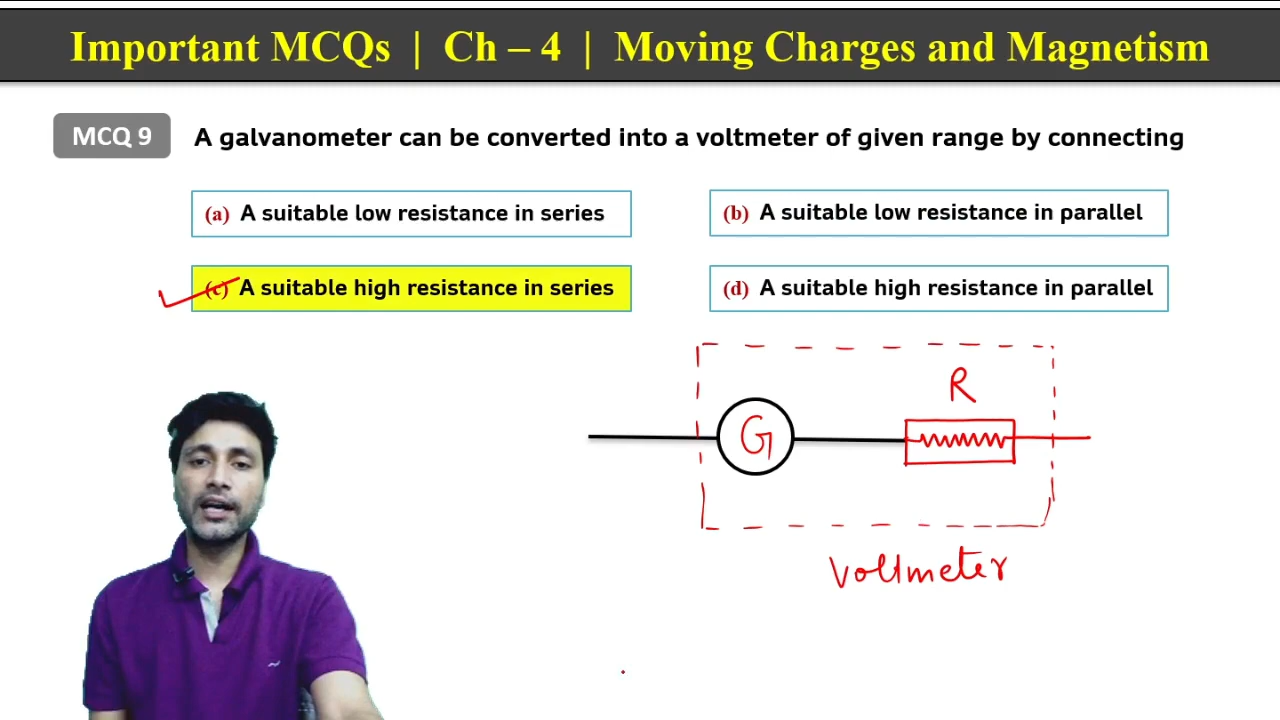 Important MCQs | Ch – 4 | Moving Charges and Magnetism
MCQ 9 A galvanometer can be converted into a voltmeter of given range by connecting
(a) A suitable low resistance in series
(b) A suitable low resistance in parallel
(c) A suitable high resistance in series
(d) A suitable high resistance in parallel
R
G
Voltmeter